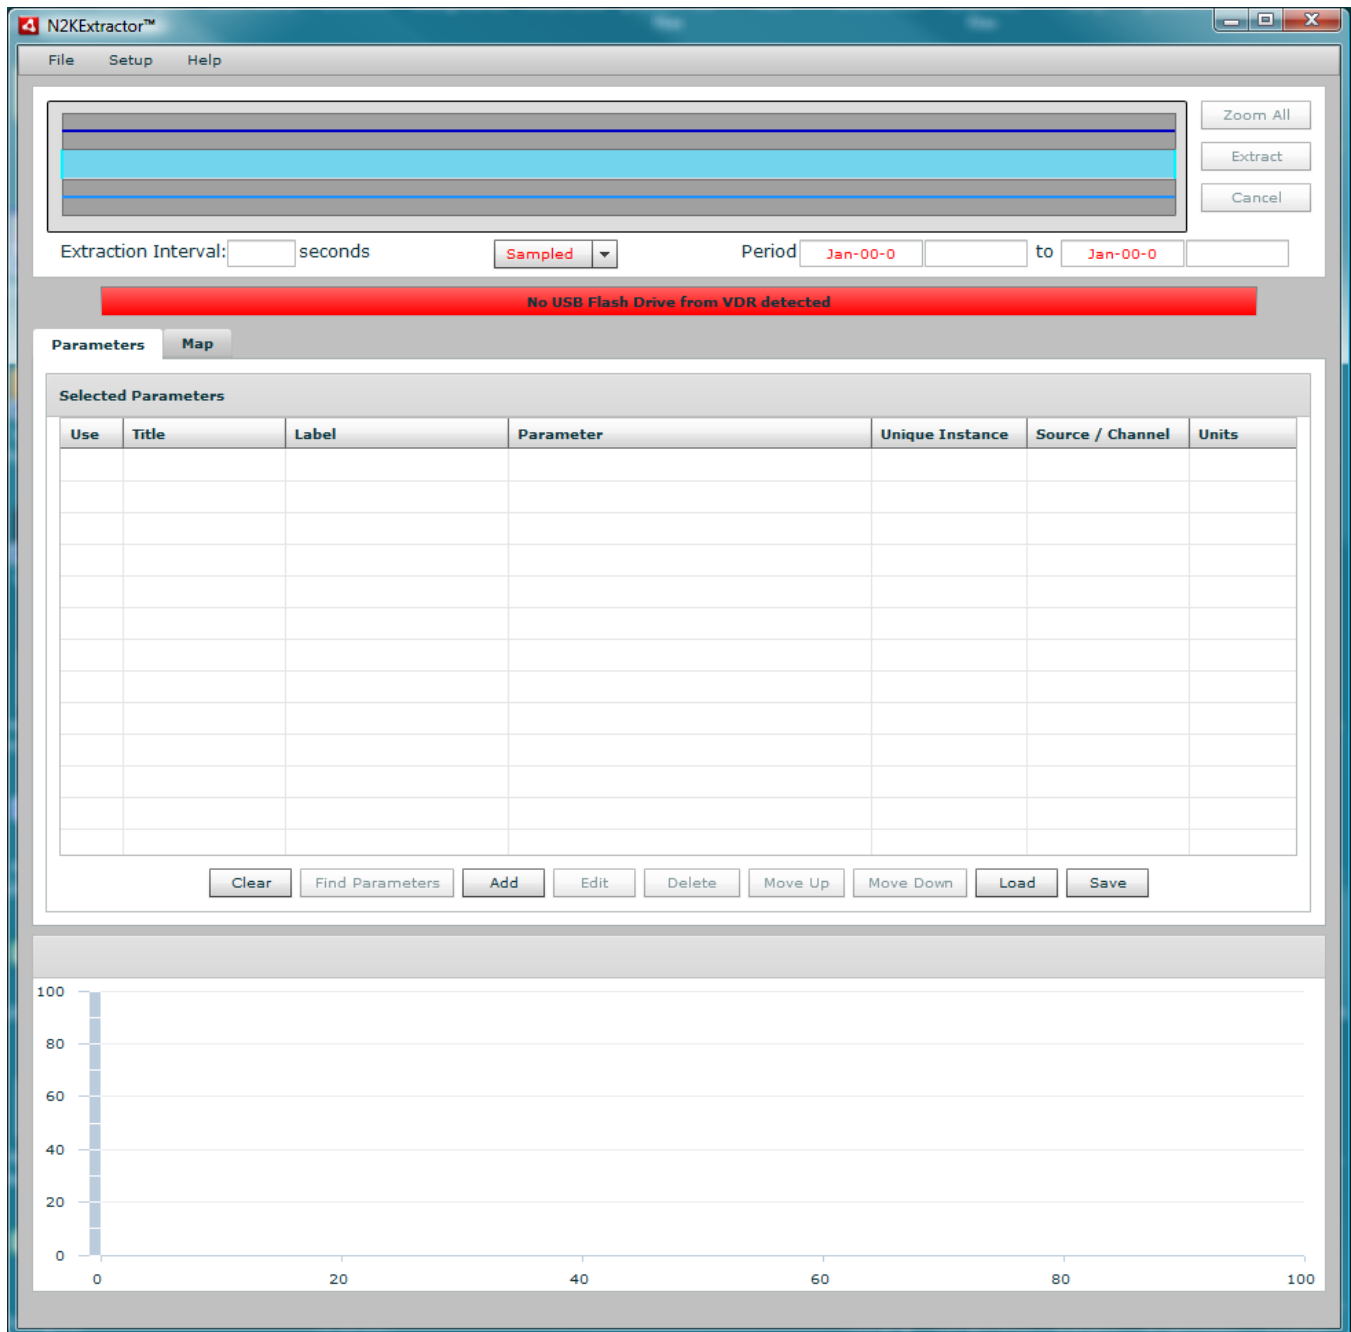 N2KExtractor™
File Setup Help
Zoom All
Extract
Cancel
Extraction Interval: seconds Sampled Period Jan-00-0 to Jan-00-0
No USB Flash Drive from VDR detected
Parameters Map
Selected Parameters
Use Title Label Parameter Unique Instance Source / Channel Units
Clear Find Parameters Add Edit Delete Move Up Move Down Load Save
100
80
60
40
20
0
0 20 40 60 80 100